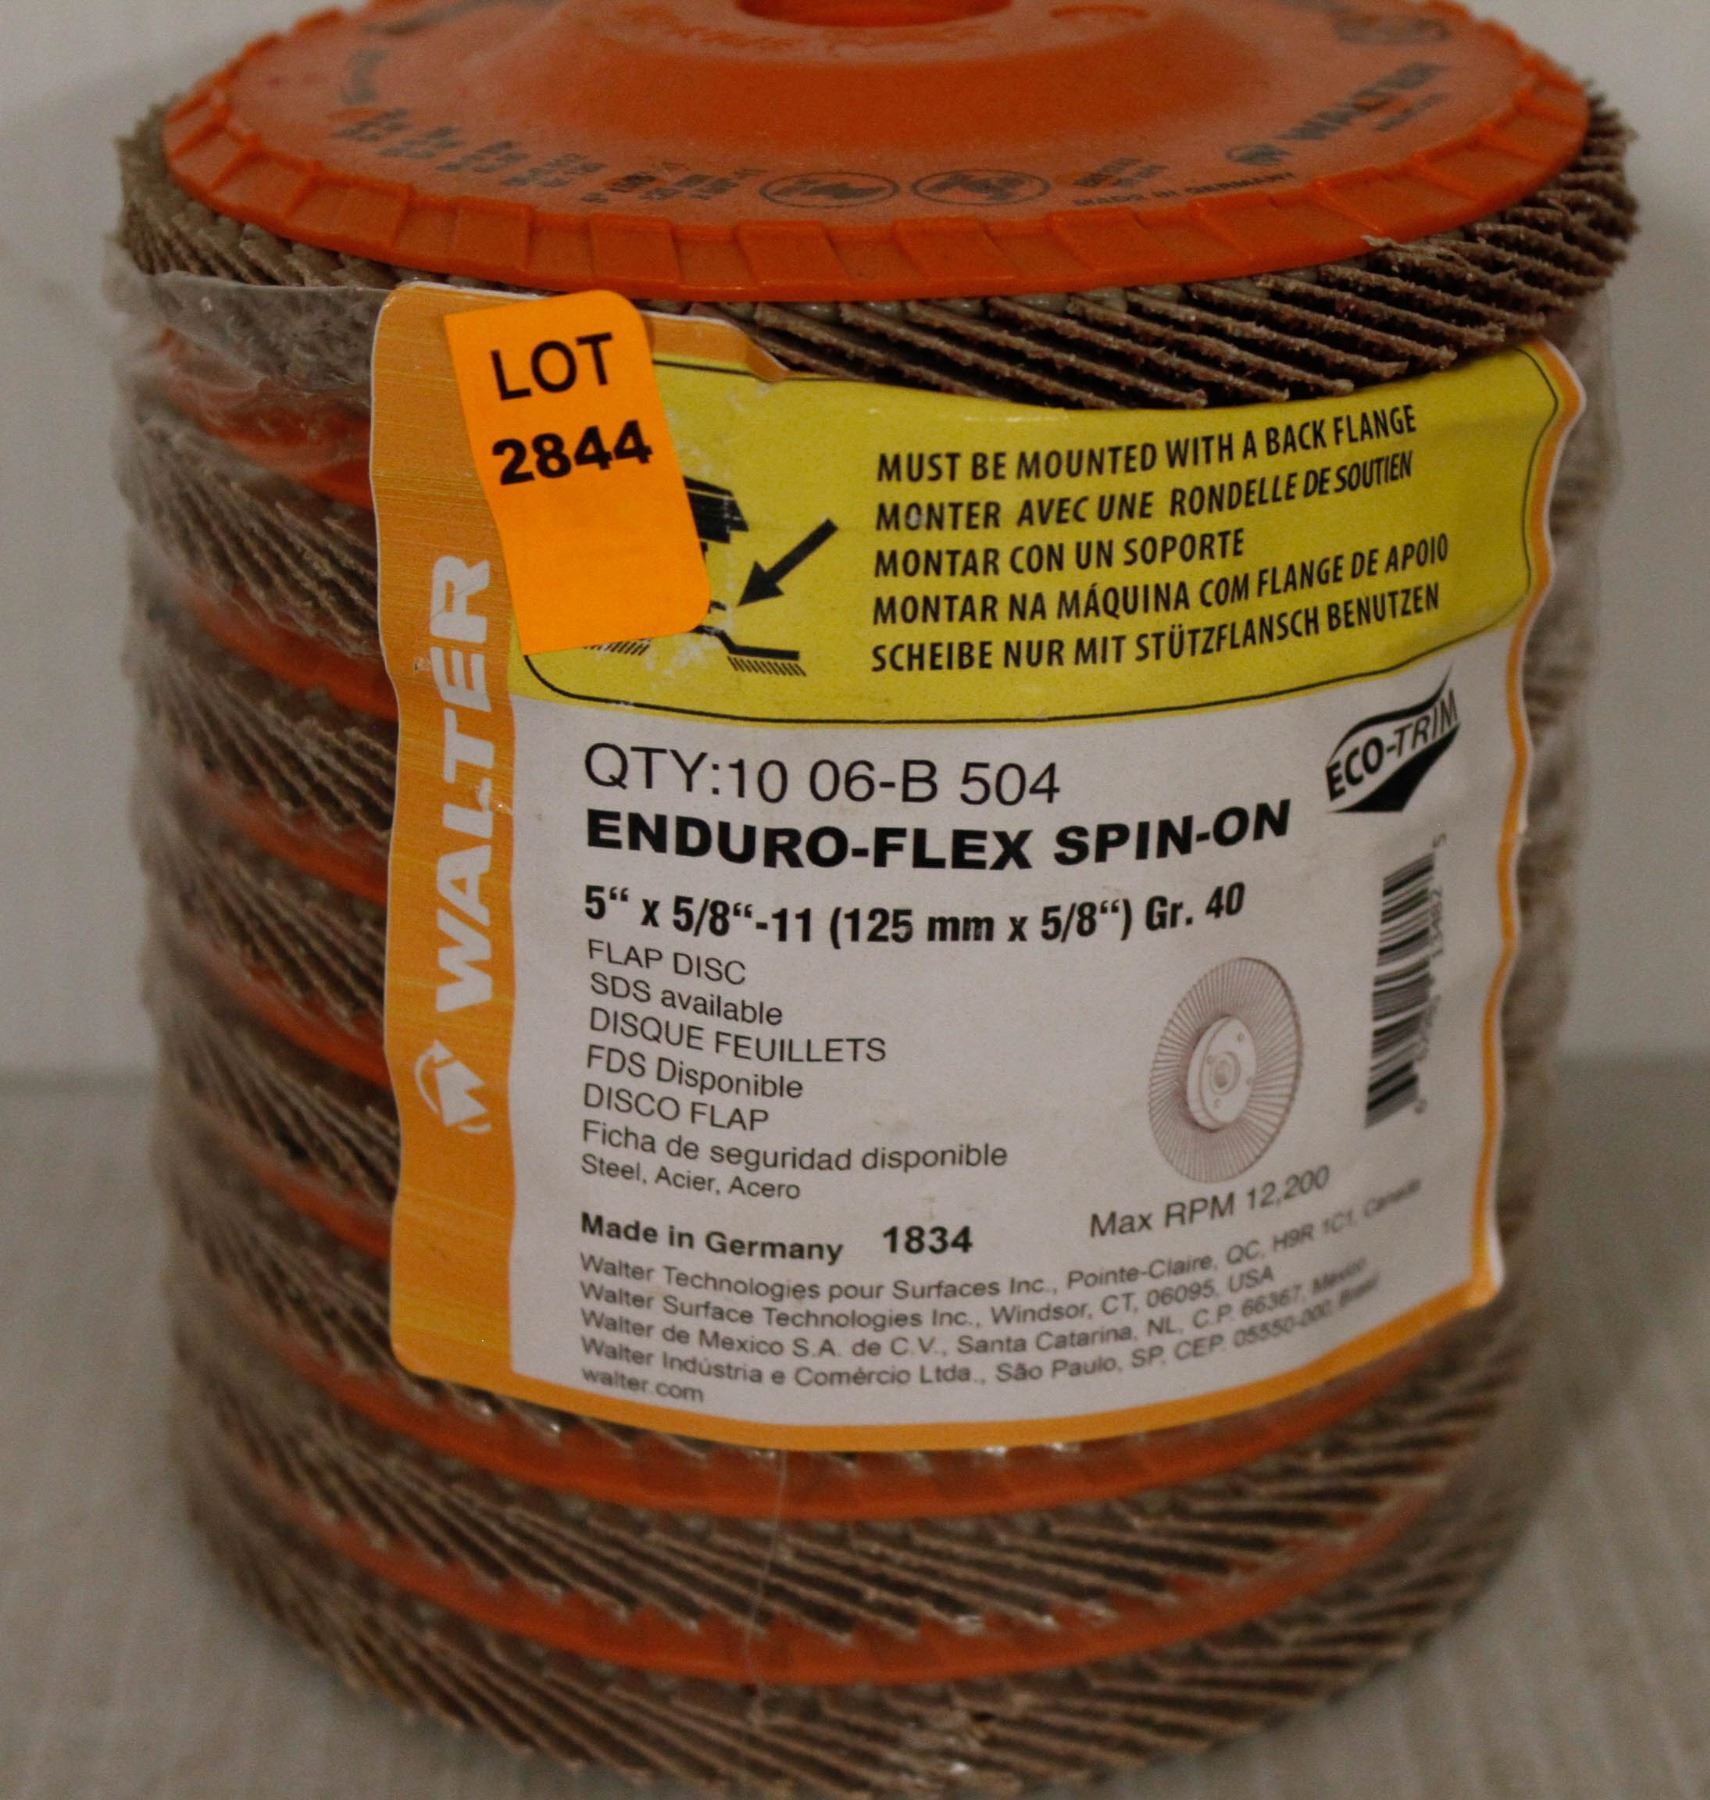 WALTER
MADE IN GERMANY
LOT
2844
MUST BE MOUNTED WITH A BACK FLANGE
MONTER AVEC UNE RONDELLE DE SOUTIEN
MONTAR CON UN SOPORTE
MONTAR NA MÁQUINA COM FLANGE DE APOIO
SCHEIBE NUR MIT STÜTZFLANSCH BENUTZEN
WALTER
QTY:10 06-B 504
ECO-TRIM
ENDURO-FLEX SPIN-ON
5“ x 5/8“-11 (125 mm x 5/8“) Gr. 40
FLAP DISC
SDS available
DISQUE FEUILLETS
FDS Disponible
DISCO FLAP
Ficha de seguridad disponible
Steel, Acier, Acero
Max RPM 12,200
Made in Germany 1834
Walter Technologies pour Surfaces Inc., Pointe-Claire, QC, H9R 1C1, Canada
Walter Surface Technologies Inc., Windsor, CT, 06095, USA
Walter de Mexico S.A. de C.V., Santa Catarina, NL, C.P. 66367, Mexico
Walter Indústria e Comércio Ltda., São Paulo, SP, CEP. 05550-000, Brasil
walter.com